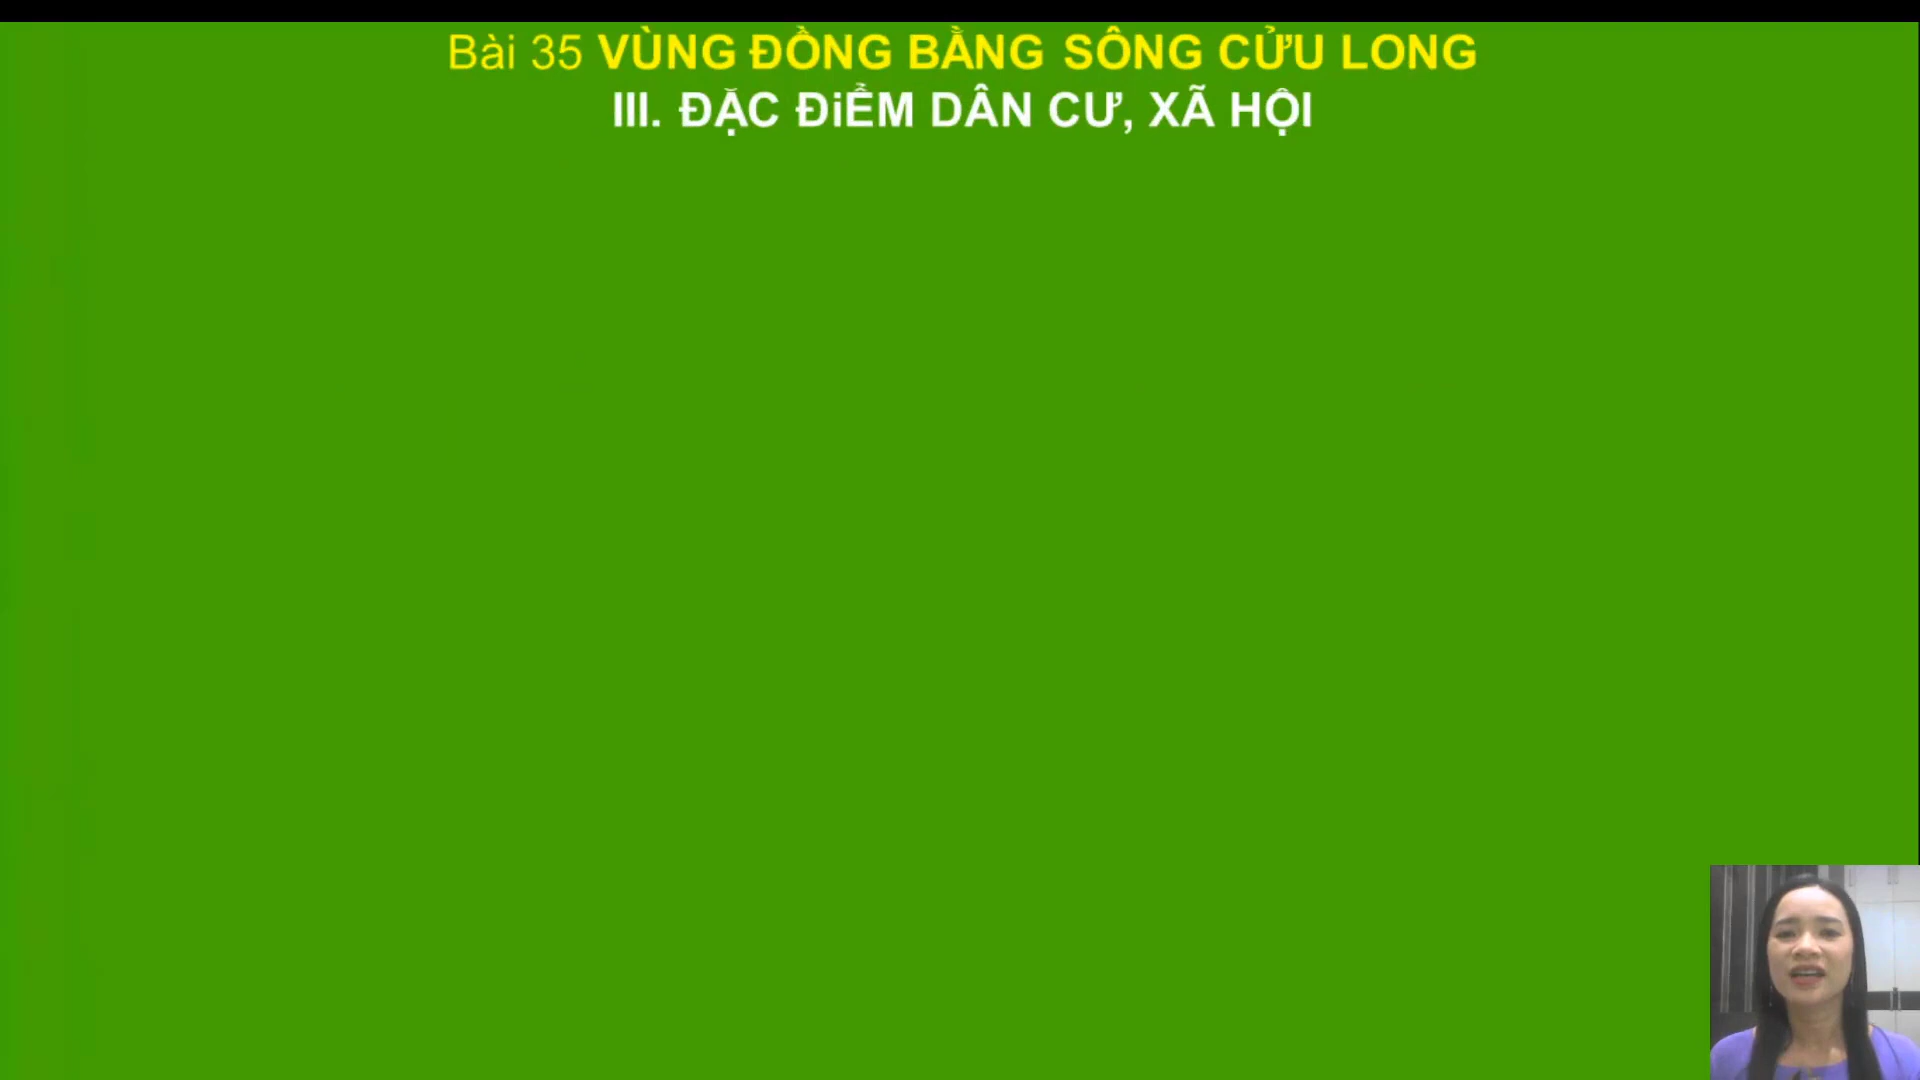 Bài 35 VÙNG ĐỒNG BẰNG SÔNG CỬU LONG
III. ĐẶC ĐiỂM DÂN CƯ, XÃ HỘI